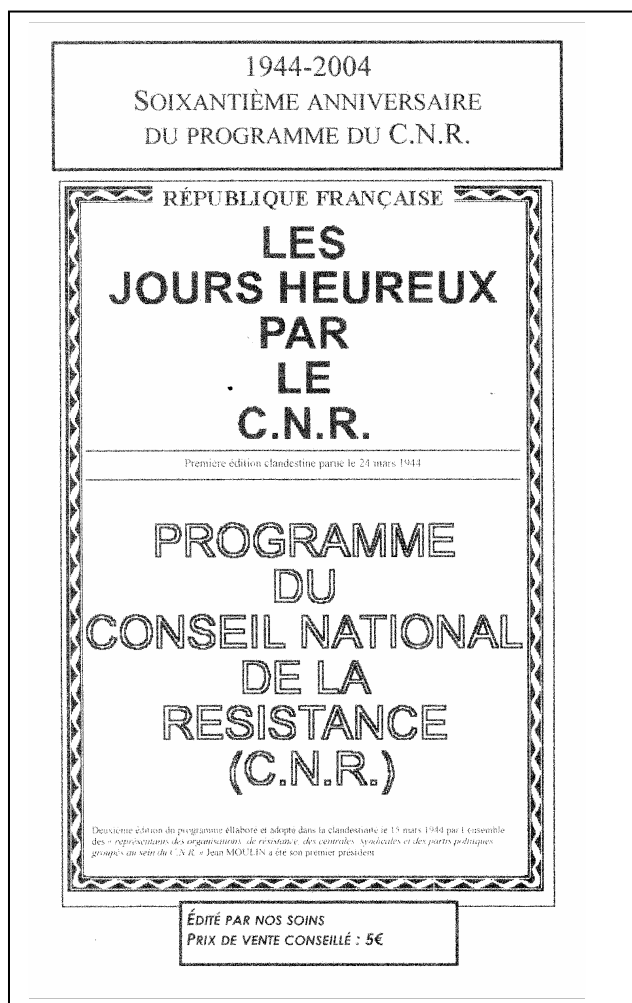 1944-2004
SOIXANTIÈME ANNIVERSAIRE
DU PROGRAMME DU C.N.R.
RÉPUBLIQUE FRANÇAISE
LES
JOURS HEUREUX
PAR
LE
C.N.R.
Première édition clandestine parue le 24 mars 1944
PROGRAMME
DU
CONSEIL NATIONAL
DE LA
RESISTANCE
(C.N.R.)
Deuxième édition du programme éllaboré et adopté dans la clandestinité le 15 mars 1944 par l'ensemble
des « représentants des organisations de résistance, des centrales syndicales et des partis politiques
groupés au sein du C.N.R. » Jean MOULIN a été son premier président
ÉDITÉ PAR NOS SOINS
PRIX DE VENTE CONSEILLÉ : 5€